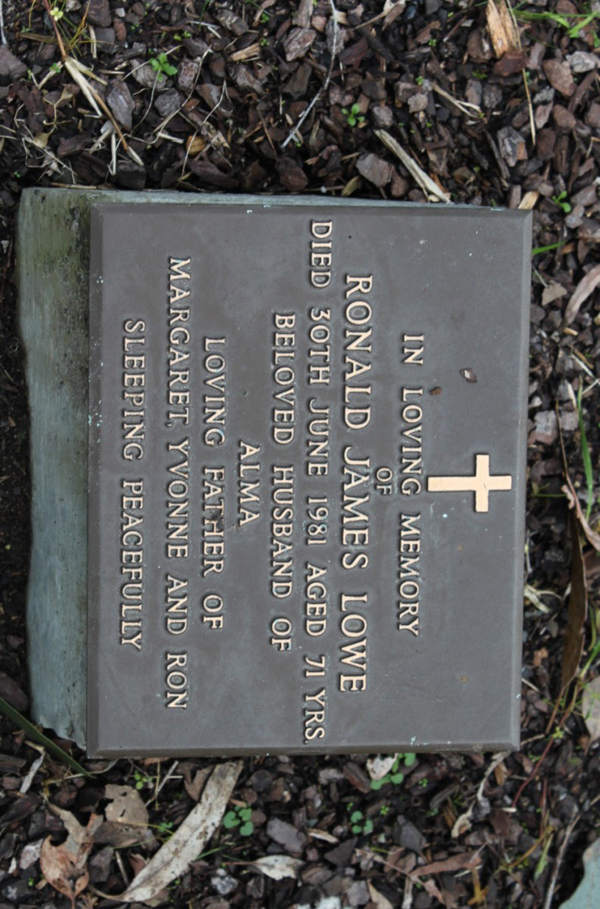 IN LOVING MEMORY
OF
RONALD JAMES LOWE
DIED 30TH JUNE 1981 AGED 71 YRS.
BELOVED HUSBAND OF
ALMA
LOVING FATHER OF
MARGARET, YVONNE AND RON
SLEEPING PEACEFULLY